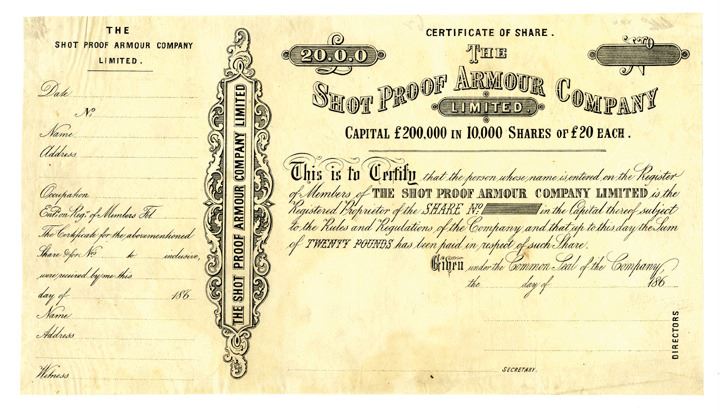 THE
SHOT PROOF ARMOUR COMPANY
LIMITED.
Date
No.
Name
Address
Occupation
Ent.ᵈ on Reg.ʳ of Members Fol.
The Certificate for the abovementioned
Share & for Nos. to inclusive,
were received by me this
day of 186
Name
Address
Witness
THE SHOT PROOF ARMOUR COMPANY LIMITED
CERTIFICATE OF SHARE.
20.0.0
No
THE
SHOT PROOF ARMOUR COMPANY
LIMITED.
CAPITAL £200,000 IN 10,000 SHARES OF £20 EACH.
This is to Certify that the person whose name is entered on the Register
of Members of THE SHOT PROOF ARMOUR COMPANY LIMITED is the
Registered Proprietor of the SHARE No. in the Capital thereof subject
to the Rules and Regulations of the Company and that up to this day the Sum
of TWENTY POUNDS has been paid in respect of such Share.
Given under the Common Seal of the Company,
the day of 186
DIRECTORS
SECRETARY.